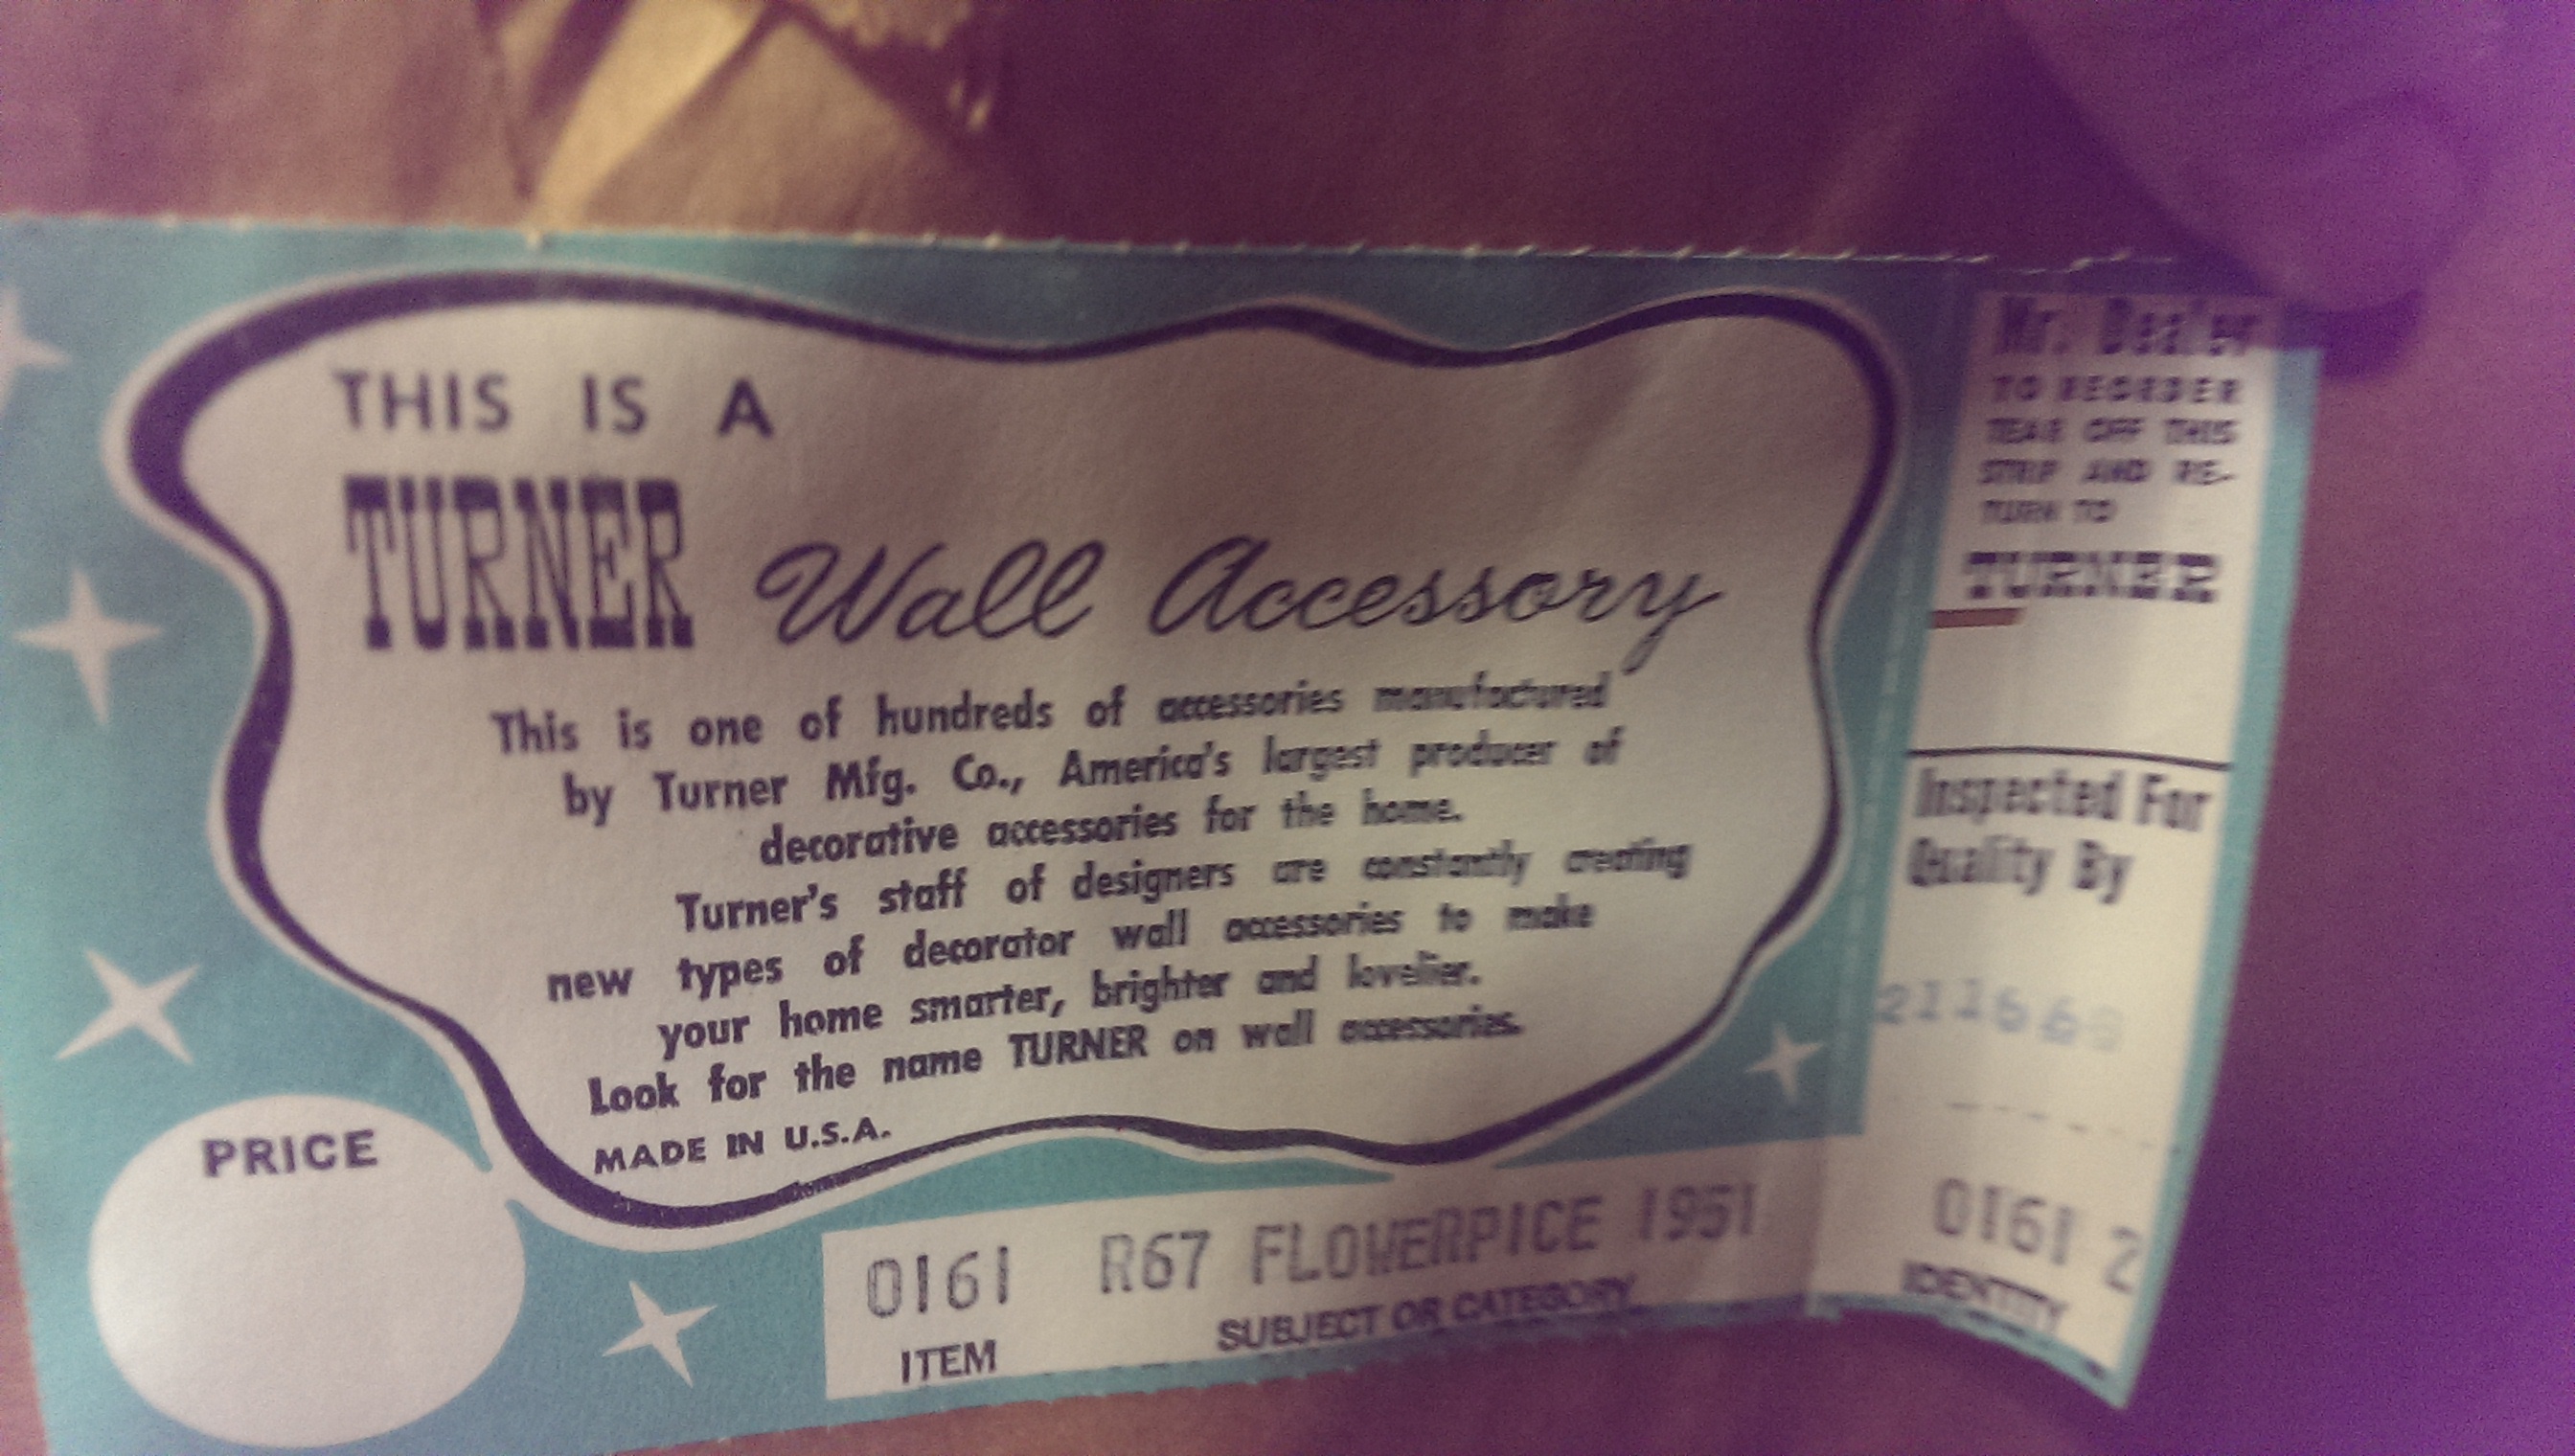 THIS IS A
TURNER Wall Accessory
This is one of hundreds of accessories manufactured
by Turner Mfg. Co., America's largest producer of
decorative accessories for the home.
Turner's staff of designers are constantly creating
new types of decorator wall accessories to make
your home smarter, brighter and lovelier.
Look for the name TURNER on wall accessories.
MADE IN U.S.A.
PRICE
0161 R67 FLOWERPICE 1951
ITEM SUBJECT OR CATEGORY
Mr. Dealer
TO REORDER
TEAR OFF THIS
STRIP AND RE-
TURN TO
TURNER
Inspected For
Quality By
0161 2
IDENTITY